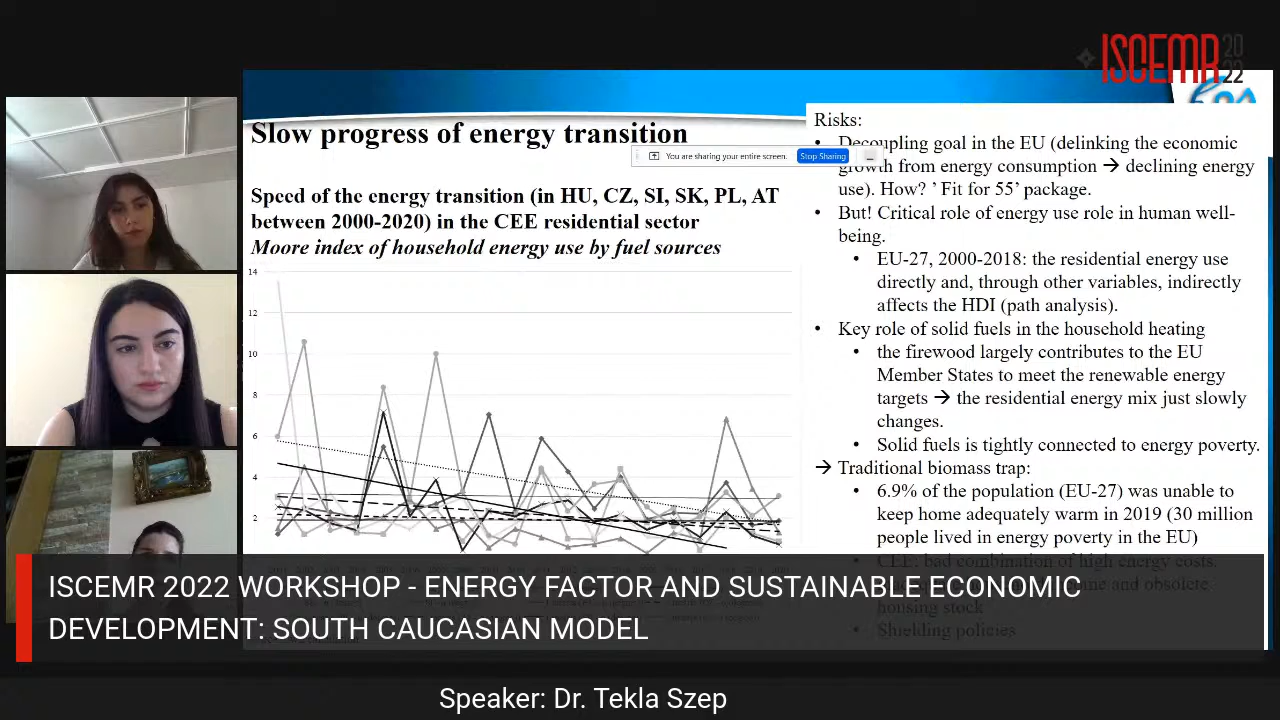 ISCEMR 20
22
Slow progress of energy transition
You are sharing your entire screen. Stop Sharing
Speed of the energy transition (in HU, CZ, SI, SK, PL, AT
between 2000-2020) in the CEE residential sector
Moore index of household energy use by fuel sources
14
12
10
8
6
4
2
Risks:
• Decoupling goal in the EU (delinking the economic
growth from energy consumption → declining energy
use). How? ’Fit for 55’ package.
• But! Critical role of energy use role in human well-
being.
• EU-27, 2000-2018: the residential energy use
directly and, through other variables, indirectly
affects the HDI (path analysis).
• Key role of solid fuels in the household heating
• the firewood largely contributes to the EU
Member States to meet the renewable energy
targets → the residential energy mix just slowly
changes.
• Solid fuels is tightly connected to energy poverty.
→ Traditional biomass trap:
• 6.9% of the population (EU-27) was unable to
keep home adequately warm in 2019 (30 million
people lived in energy poverty in the EU)
• CEE: bad combination of high energy costs,
and obsolete
housing stock
• Shielding policies
ISCEMR 2022 WORKSHOP - ENERGY FACTOR AND SUSTAINABLE ECONOMIC
DEVELOPMENT: SOUTH CAUCASIAN MODEL
Speaker: Dr. Tekla Szep